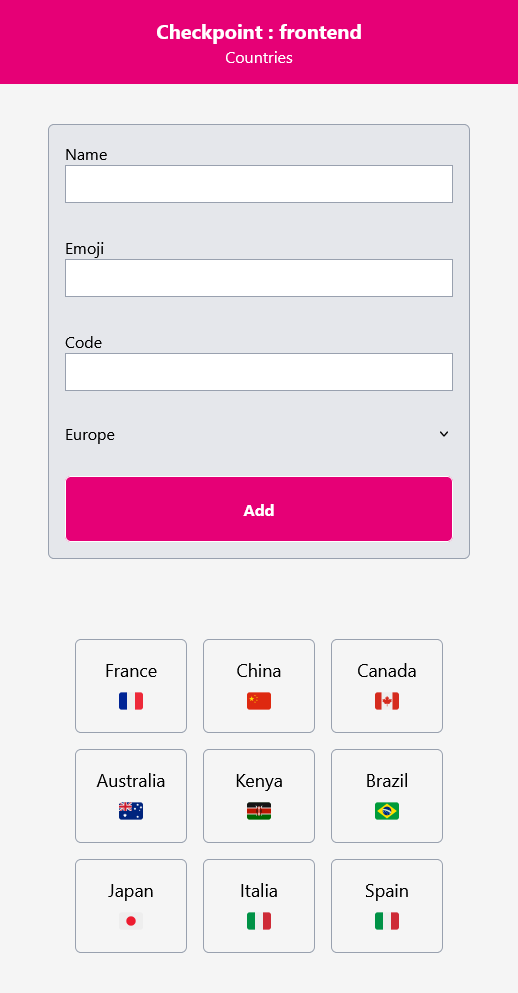 Checkpoint : frontend
Countries
Name
Emoji
Code
Europe
Add
France
China
Canada
Australia
Kenya
Brazil
Japan
Italia
Spain